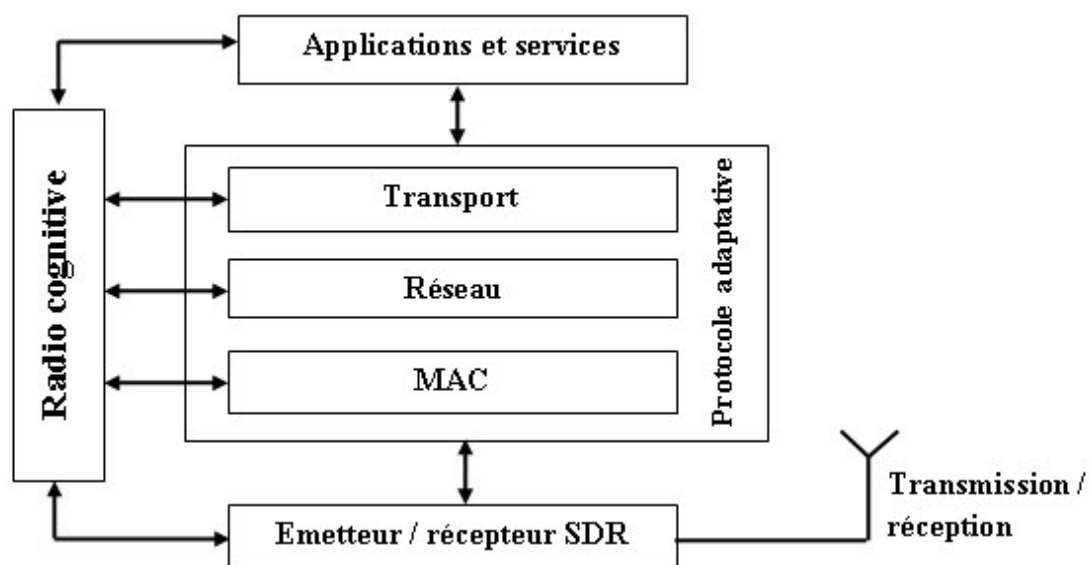 Applications et services
Radio cognitive
Transport
Réseau
MAC
Protocole adaptative
Emetteur / récepteur SDR
Transmission /
réception